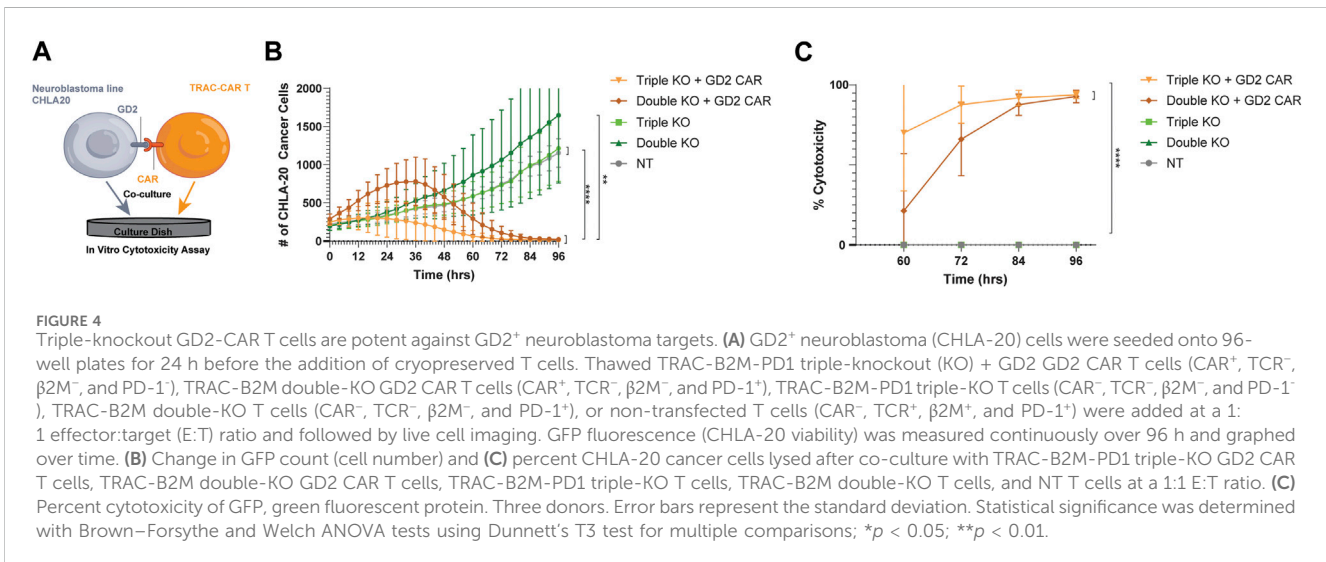 A
Neuroblastoma line
CHLA20
TRAC-CAR T
GD2
CAR
Co-culture
Culture Dish
In Vitro Cytotoxicity Assay
B
# of CHLA-20 Cancer Cells
2000
1500
1000
500
0
0 12 24 36 48 60 72 84 96
Time (hrs)
Triple KO + GD2 CAR
Double KO + GD2 CAR
Triple KO
Double KO
NT
****
**
C
% Cytotoxicity
100
0
60 72 84 96
Time (hrs)
Triple KO + GD2 CAR
Double KO + GD2 CAR
Triple KO
Double KO
NT
****
FIGURE 4
Triple-knockout GD2-CAR T cells are potent against GD2⁺ neuroblastoma targets. (A) GD2⁺ neuroblastoma (CHLA-20) cells were seeded onto 96-
well plates for 24 h before the addition of cryopreserved T cells. Thawed TRAC-B2M-PD1 triple-knockout (KO) + GD2 GD2 CAR T cells (CAR⁺, TCR⁻,
β2M⁻, and PD-1⁻), TRAC-B2M double-KO GD2 CAR T cells (CAR⁺, TCR⁻, β2M⁻, and PD-1⁺), TRAC-B2M-PD1 triple-KO T cells (CAR⁻, TCR⁻, β2M⁻, and PD-1⁻
), TRAC-B2M double-KO T cells (CAR⁻, TCR⁻, β2M⁻, and PD-1⁺), or non-transfected T cells (CAR⁻, TCR⁺, β2M⁺, and PD-1⁺) were added at a 1:
1 effector:target (E:T) ratio and followed by live cell imaging. GFP fluorescence (CHLA-20 viability) was measured continuously over 96 h and graphed
over time. (B) Change in GFP count (cell number) and (C) percent CHLA-20 cancer cells lysed after co-culture with TRAC-B2M-PD1 triple-KO GD2 CAR
T cells, TRAC-B2M double-KO GD2 CAR T cells, TRAC-B2M-PD1 triple-KO T cells, TRAC-B2M double-KO T cells, and NT T cells at a 1:1 E:T ratio. (C)
Percent cytotoxicity of GFP, green fluorescent protein. Three donors. Error bars represent the standard deviation. Statistical significance was determined
with Brown–Forsythe and Welch ANOVA tests using Dunnett's T3 test for multiple comparisons; *p < 0.05; **p < 0.01.